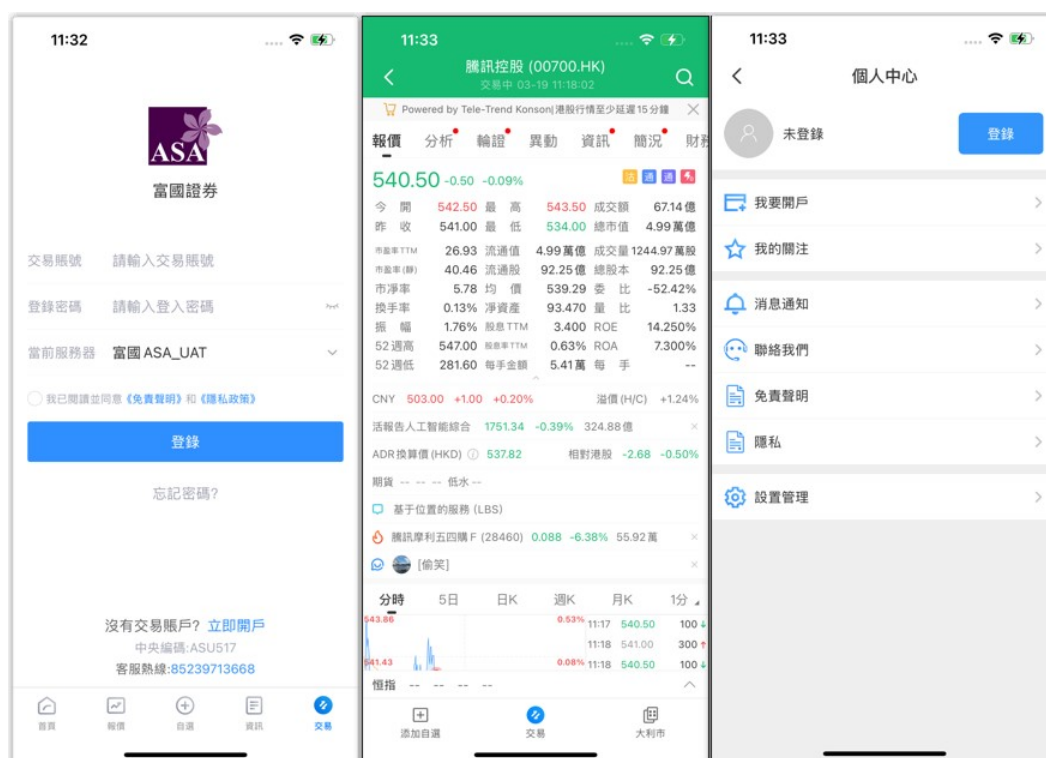 11:32
ASA
富國證券
交易賬號 請輸入交易賬號
登錄密碼 請輸入登入密碼
當前服務器 富國 ASA_UAT
我已閱讀並同意《免責聲明》和《隱私政策》
登錄
忘記密碼?
沒有交易賬戶? 立即開戶
中央編碼:ASU517
客服熱線:85239713668
首頁 報價 自選 資訊 交易
11:33
騰訊控股 (00700.HK)
交易中 03-19 11:18:02
Powered by Tele-Trend Konson|港股行情至少延遲15分鐘
報價 分析 輪證 異動 資訊 簡況 財務
540.50 -0.50 -0.09% 活 通 通
今開 542.50 最高 543.50 成交額 67.14億
昨收 541.00 最低 534.00 總市值 4.99萬億
市盈率TTM 26.93 流通值 4.99萬億 成交量 1244.97萬股
市盈率(靜) 40.46 流通股 92.25億 總股本 92.25億
市淨率 5.78 均價 539.29 委比 -52.42%
換手率 0.13% 淨資產 93.470 量比 1.33
振幅 1.76% 股息TTM 3.400 ROE 14.250%
52週高 547.00 股息率TTM 0.63% ROA 7.300%
52週低 281.60 每手金額 5.41萬 每手 --
CNY 503.00 +1.00 +0.20% 溢價(H/C) +1.24%
活報告人工智能綜合 1751.34 -0.39% 324.88億
ADR換算價(HKD) 537.82 相對港股 -2.68 -0.50%
期貨 -- -- -- 低水 --
基于位置的服務 (LBS)
騰訊摩利五四購F (28460) 0.088 -6.38% 55.92萬
[偷笑]
分時 5日 日K 週K 月K 1分
543.86 0.53% 11:17 540.50 100
11:18 541.00 300
541.43 0.08% 11:18 540.50 100
恒指 -- -- -- --
添加自選 交易 大利市
11:33
個人中心
未登錄 登錄
我要開戶
我的關注
消息通知
聯絡我們
免責聲明
隱私
設置管理